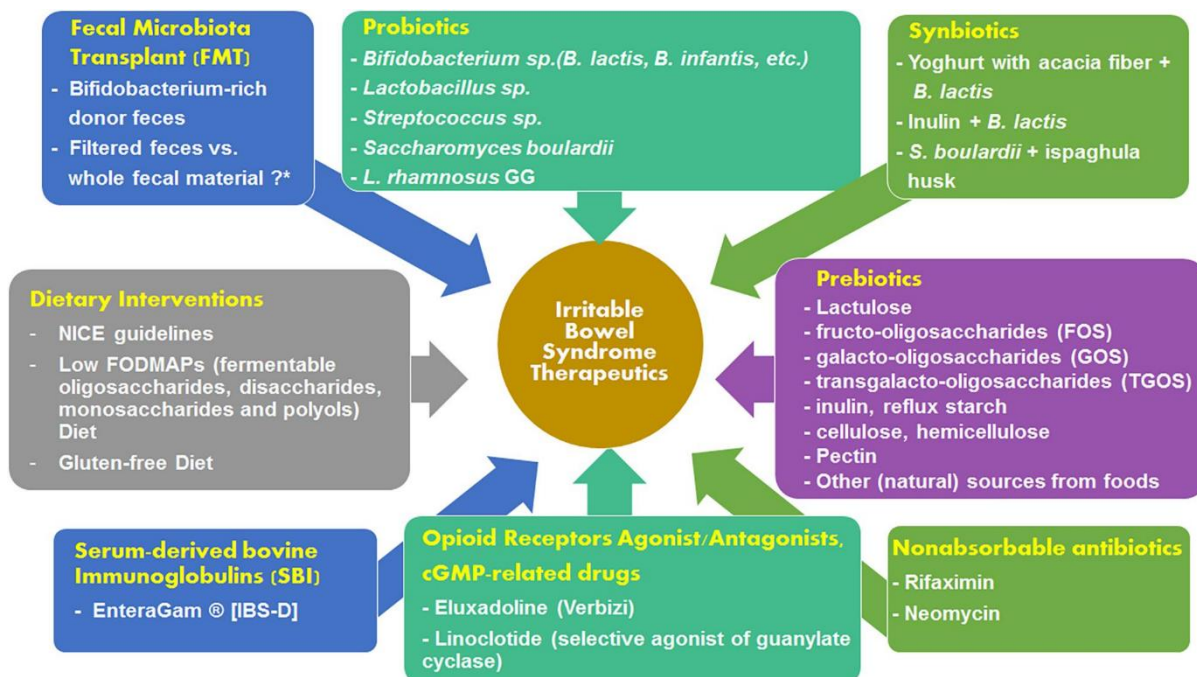 Fecal Microbiota
Transplant (FMT)
- Bifidobacterium-rich
donor feces
- Filtered feces vs.
whole fecal material ?*
Probiotics
- Bifidobacterium sp.(B. lactis, B. infantis, etc.)
- Lactobacillus sp.
- Streptococcus sp.
- Saccharomyces boulardii
- L. rhamnosus GG
Synbiotics
- Yoghurt with acacia fiber +
B. lactis
- Inulin + B. lactis
- S. boulardii + ispaghula
husk
Dietary Interventions
- NICE guidelines
- Low FODMAPs (fermentable
oligosaccharides, disaccharides,
monosaccharides and polyols)
Diet
- Gluten-free Diet
Irritable
Bowel
Syndrome
Therapeutics
Prebiotics
- Lactulose
- fructo-oligosaccharides (FOS)
- galacto-oligosaccharides (GOS)
- transgalacto-oligosaccharides (TGOS)
- inulin, reflux starch
- cellulose, hemicellulose
- Pectin
- Other (natural) sources from foods
Serum-derived bovine
Immunoglobulins (SBI)
- EnteraGam ® [IBS-D]
Opioid Receptors Agonist/Antagonists,
cGMP-related drugs
- Eluxadoline (Verbizi)
- Linoclotide (selective agonist of guanylate
cyclase)
Nonabsorbable antibiotics
- Rifaximin
- Neomycin